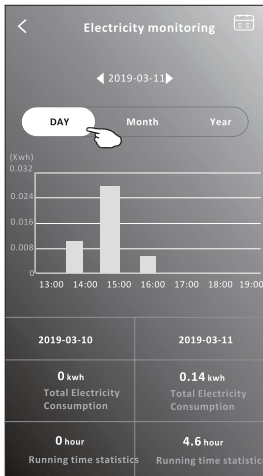 Electricity monitoring
2019-03-11
DAY Month Year
(Kwh)
0.032
0.024
0.016
0.008
0
13:00 14:00 15:00 16:00 17:00 18:00 19:00
2019-03-10 2019-03-11
0 kwh 0.14 kwh
Total Electricity Total Electricity
Consumption Consumption
0 hour 4.6 hour
Running time statistics Running time statistics